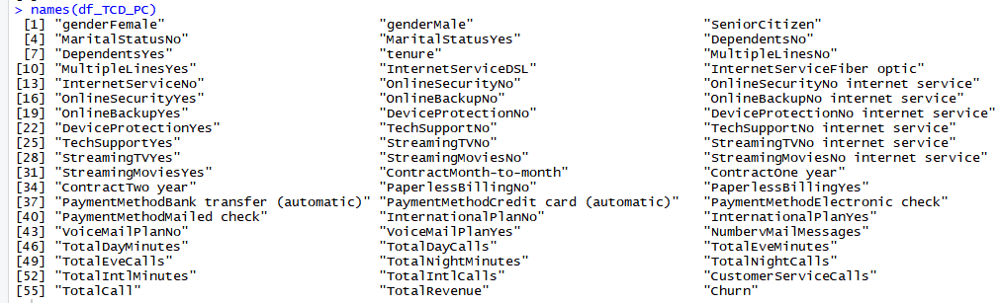 > names(df_TCD_PC)
[1] "genderFemale" "genderMale" "SeniorCitizen"
[4] "MaritalStatusNo" "MaritalStatusYes" "DependentsNo"
[7] "DependentsYes" "tenure" "MultipleLinesNo"
[10] "MultipleLinesYes" "InternetServiceDSL" "InternetServiceFiber optic"
[13] "InternetServiceNo" "OnlineSecurityNo" "OnlineSecurityNo internet service"
[16] "OnlineSecurityYes" "OnlineBackupNo" "OnlineBackupNo internet service"
[19] "OnlineBackupYes" "DeviceProtectionNo" "DeviceProtectionNo internet service"
[22] "DeviceProtectionYes" "TechSupportNo" "TechSupportNo internet service"
[25] "TechSupportYes" "StreamingTVNo" "StreamingTVNo internet service"
[28] "StreamingTVYes" "StreamingMoviesNo" "StreamingMoviesNo internet service"
[31] "StreamingMoviesYes" "ContractMonth-to-month" "ContractOne year"
[34] "ContractTwo year" "PaperlessBillingNo" "PaperlessBillingYes"
[37] "PaymentMethodBank transfer (automatic)" "PaymentMethodCredit card (automatic)" "PaymentMethodElectronic check"
[40] "PaymentMethodMailed check" "InternationalPlanNo" "InternationalPlanYes"
[43] "VoiceMailPlanNo" "VoiceMailPlanYes" "NumbervMailMessages"
[46] "TotalDayMinutes" "TotalDayCalls" "TotalEveMinutes"
[49] "TotalEveCalls" "TotalNightMinutes" "TotalNightCalls"
[52] "TotalIntlMinutes" "TotalIntlCalls" "CustomerServiceCalls"
[55] "TotalCall" "TotalRevenue" "Churn"